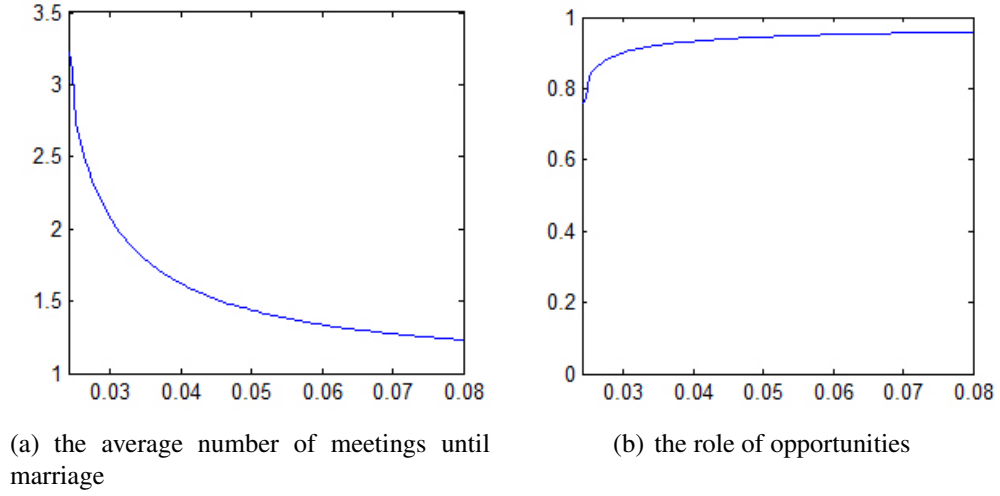 3.5
3
2.5
2
1.5
1
0.03 0.04 0.05 0.06 0.07 0.08
1
0.8
0.6
0.4
0.2
0
0.03 0.04 0.05 0.06 0.07 0.08
(a) the average number of meetings until
marriage
(b) the role of opportunities